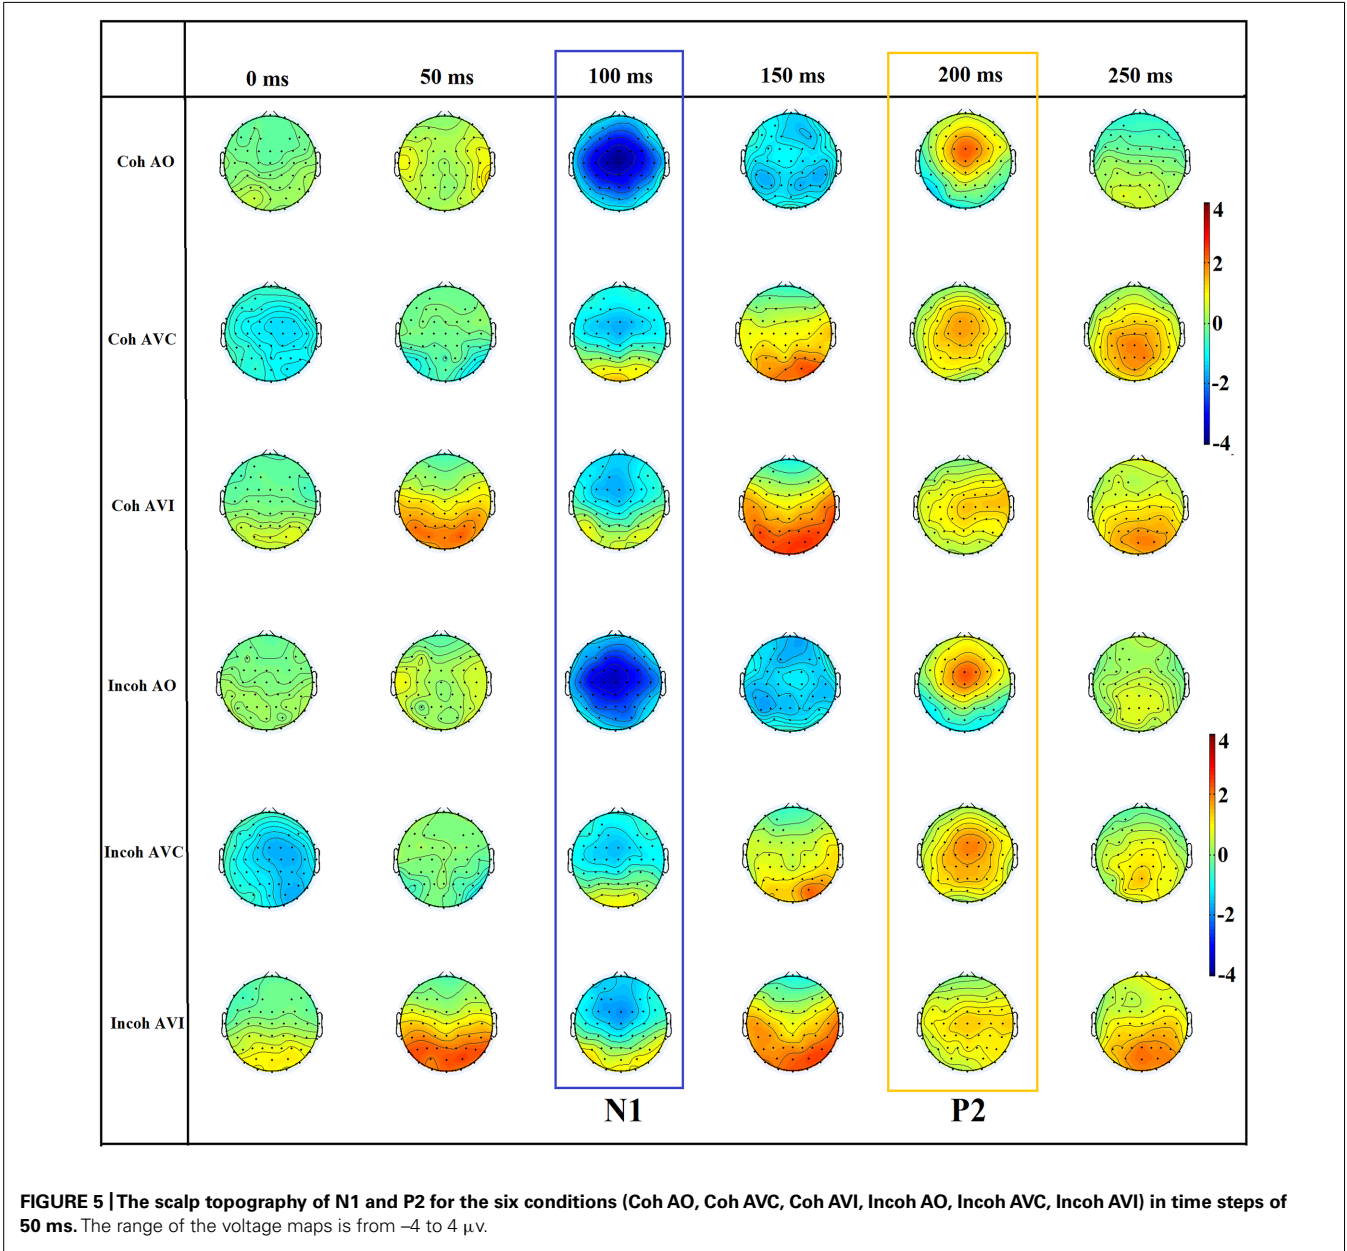 0 ms 50 ms 100 ms 150 ms 200 ms 250 ms
Coh AO
4
2
0
-2
-4
Coh AVC
Coh AVI
Incoh AO
4
2
0
-2
-4
Incoh AVC
Incoh AVI
N1 P2
FIGURE 5 | The scalp topography of N1 and P2 for the six conditions (Coh AO, Coh AVC, Coh AVI, Incoh AO, Incoh AVC, Incoh AVI) in time steps of
50 ms. The range of the voltage maps is from –4 to 4 μv.